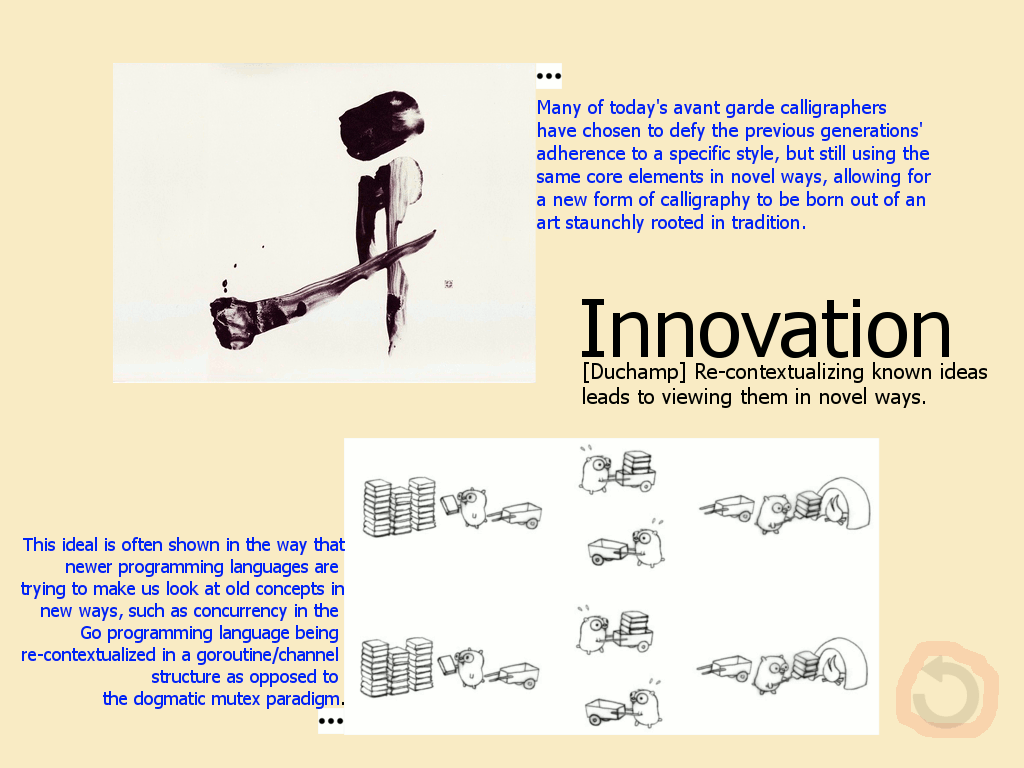 Many of today's avant garde calligraphers
have chosen to defy the previous generations'
adherence to a specific style, but still using the
same core elements in novel ways, allowing for
a new form of calligraphy to be born out of an
art staunchly rooted in tradition.
Innovation
[Duchamp] Re-contextualizing known ideas
leads to viewing them in novel ways.
This ideal is often shown in the way that
newer programming languages are
trying to make us look at old concepts in
new ways, such as concurrency in the
Go programming language being
re-contextualized in a goroutine/channel
structure as opposed to
the dogmatic mutex paradigm.